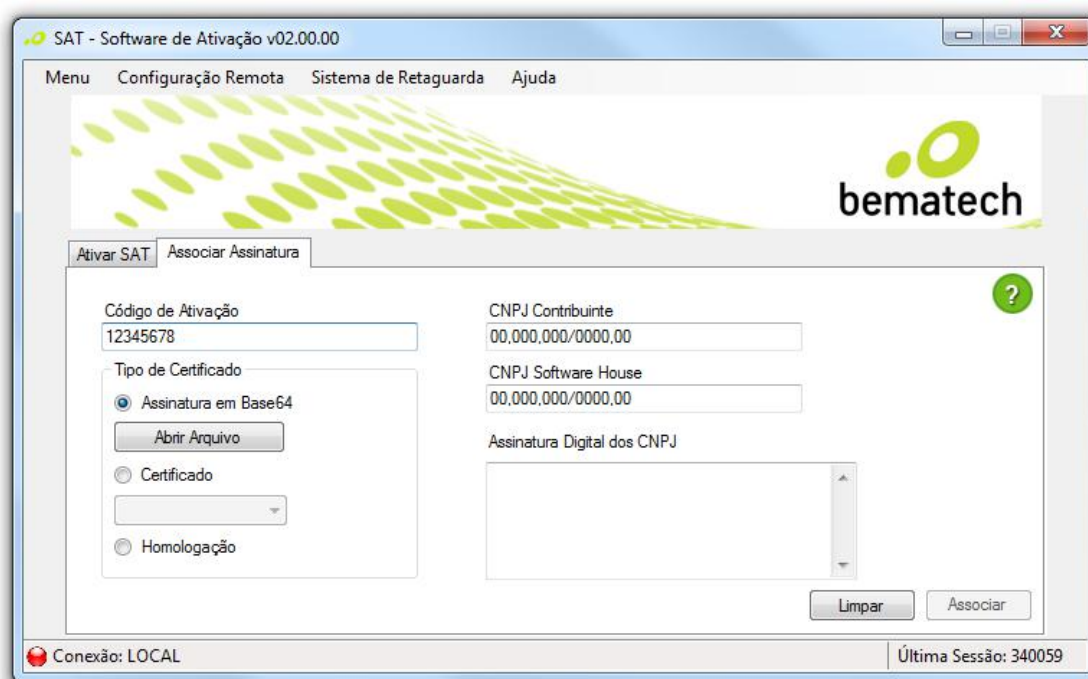 SAT - Software de Ativação v02.00.00
Menu Configuração Remota Sistema de Retaguarda Ajuda
bematech
Ativar SAT Associar Assinatura
?
Código de Ativação
12345678
Tipo de Certificado
Assinatura em Base64
Abrir Arquivo
Certificado
Homologação
CNPJ Contribuinte
00,000,000/0000,00
CNPJ Software House
00,000,000/0000,00
Assinatura Digital dos CNPJ
Limpar Associar
Conexão: LOCAL Última Sessão: 340059